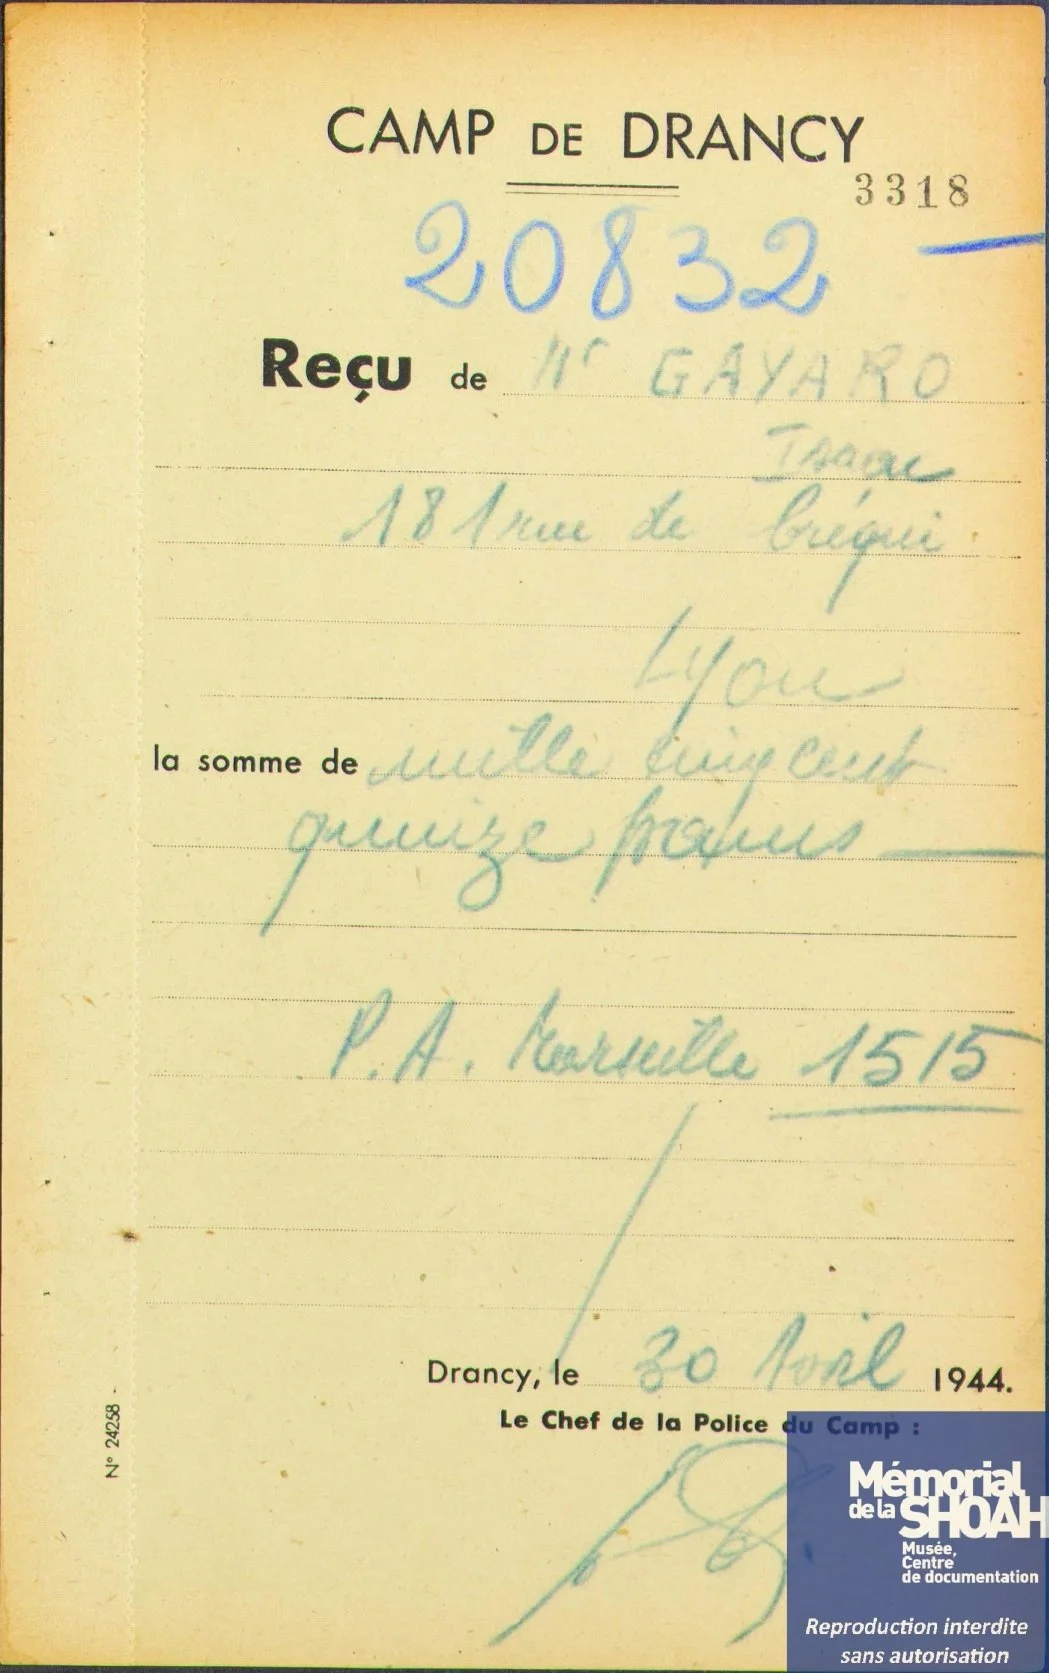 CAMP DE DRANCY
3318
20832
Reçu de Mr GAYARO
Isaac
181 rue de Créqui
Lyon
la somme de mille cinq cent
quinze francs
P. A. Marseille 1515
Drancy, le 30 Avril 1944.
Le Chef de la Police du Camp :
N° 24258 -
Mémorial
de la SHOAH
Musée,
Centre
de documentation
Reproduction interdite
sans autorisation